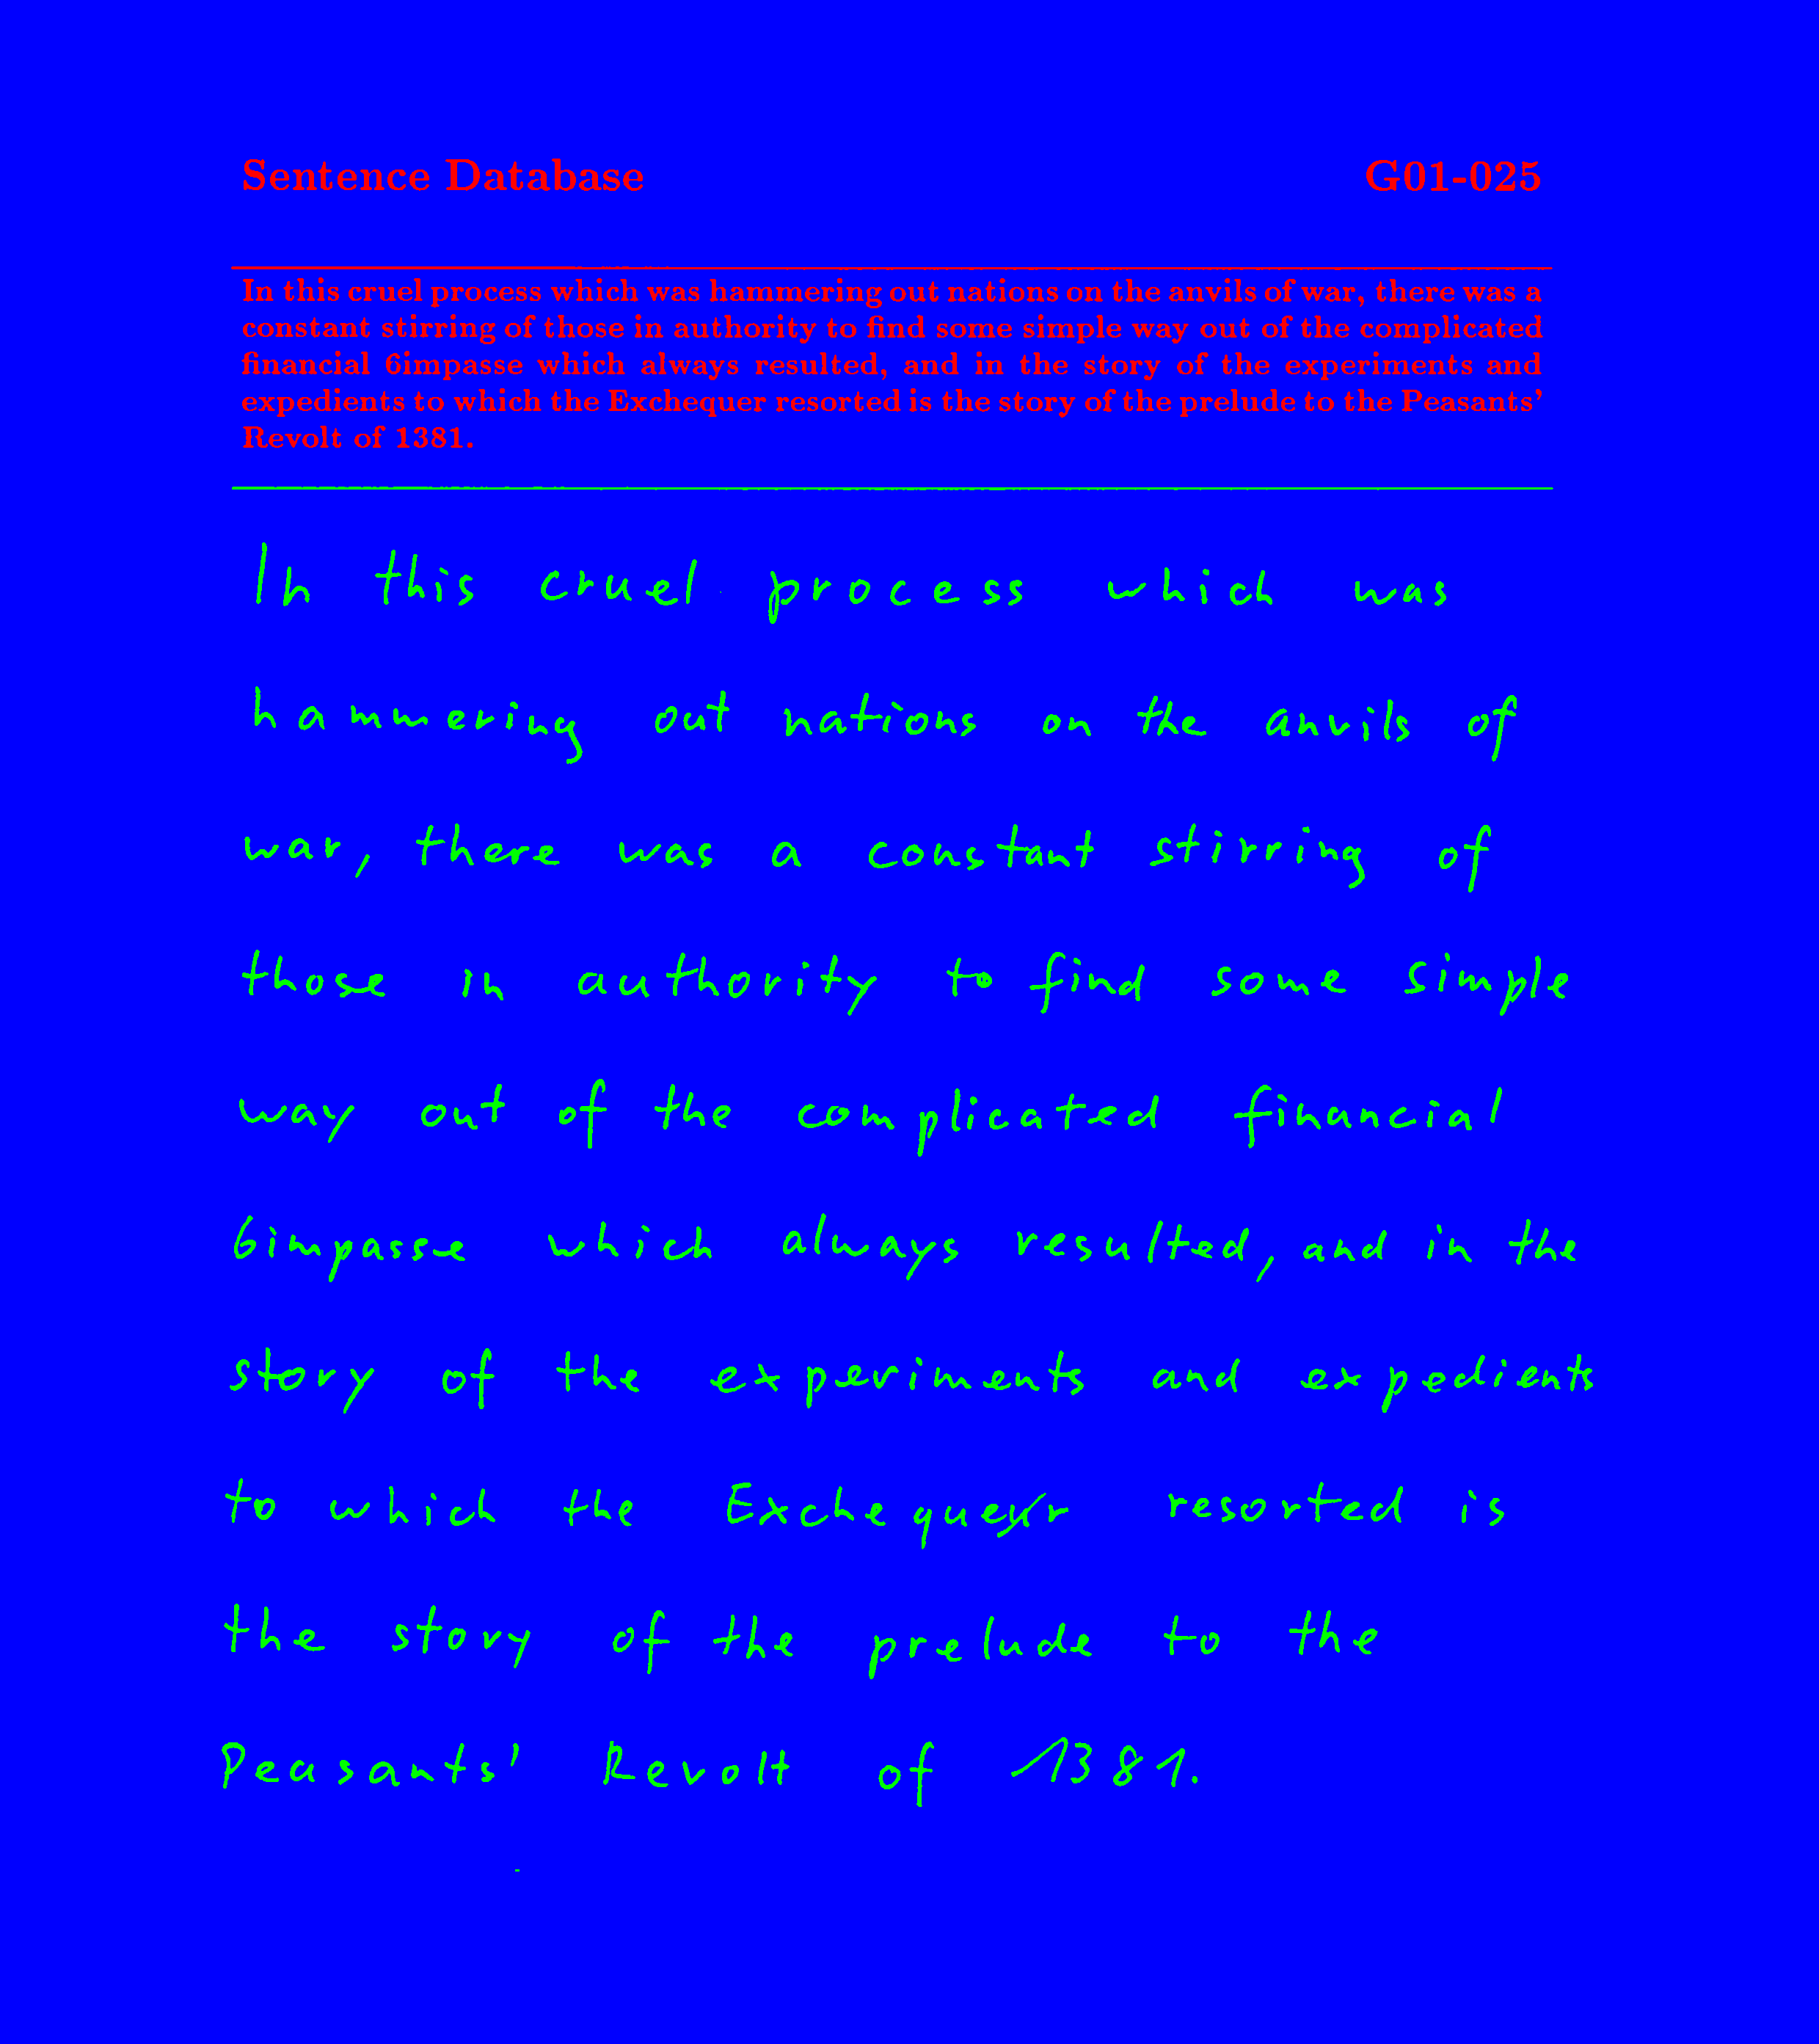 Sentence Database G01-025
In this cruel process which was hammering out nations on the anvils of war, there was a
constant stirring of those in authority to find some simple way out of the complicated
financial 6impasse which always resulted, and in the story of the experiments and
expedients to which the Exchequer resorted is the story of the prelude to the Peasants'
Revolt of 1381.
In this cruel process which was
hammering out nations on the anvils of
war, there was a constant stirring of
those in authority to find some simple
way out of the complicated financial
6impasse which always resulted, and in the
story of the experiments and expedients
to which the Exchequer resorted is
the story of the prelude to the
Peasants' Revolt of 1381.